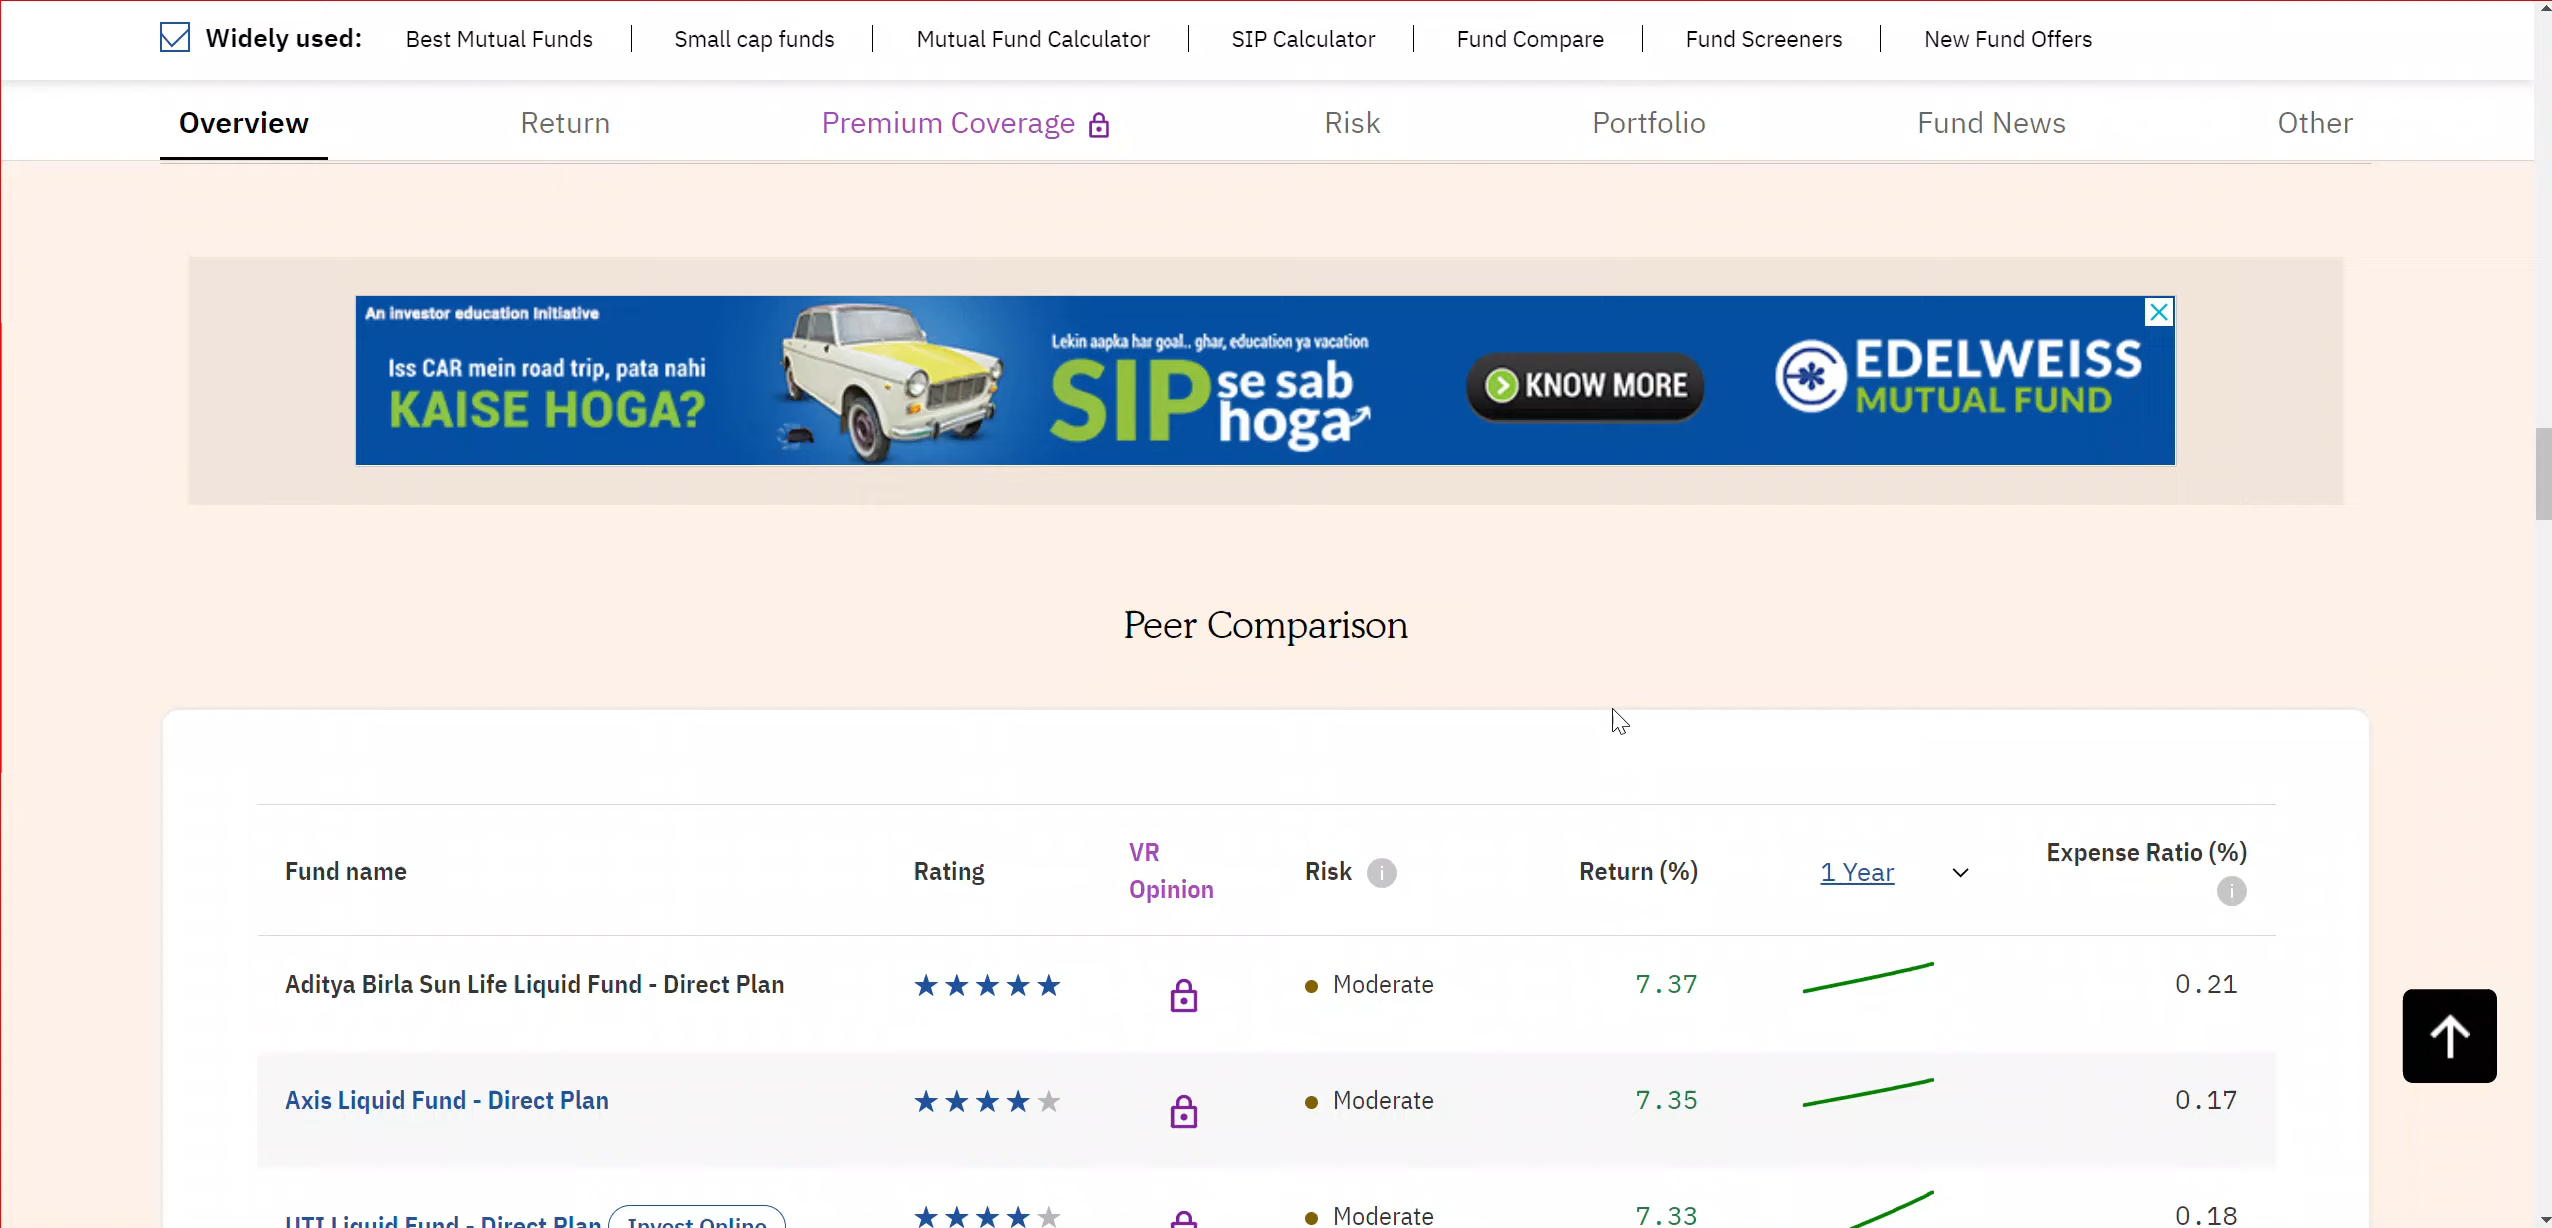 Widely used: Best Mutual Funds Small cap funds Mutual Fund Calculator SIP Calculator Fund Compare Fund Screeners New Fund Offers
Overview Return Premium Coverage Risk Portfolio Fund News Other
An investor education Initiative
Iss CAR mein road trip, pata nahi
KAISE HOGA?
Lekin aapka har goal.. ghar, education ya vacation
SIP se sab hoga
KNOW MORE
EDELWEISS
MUTUAL FUND
Peer Comparison
Fund name Rating VR Opinion Risk Return (%) 1 Year Expense Ratio (%)
Aditya Birla Sun Life Liquid Fund - Direct Plan Moderate 7.37 0.21
Axis Liquid Fund - Direct Plan Moderate 7.35 0.17
UTI Liquid Fund - Direct Plan Invest Online Moderate 7.33 0.18